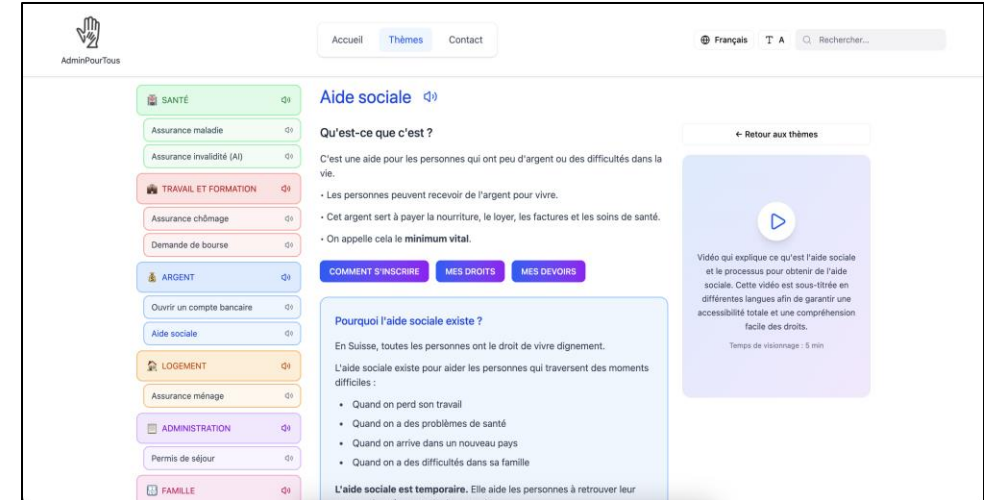 AdminPourTous
Accueil
Thèmes
Contact
Français
T A
Rechercher...
SANTÉ
Assurance maladie
Assurance invalidité (AI)
TRAVAIL ET FORMATION
Assurance chômage
Demande de bourse
ARGENT
Ouvrir un compte bancaire
Aide sociale
LOGEMENT
Assurance ménage
ADMINISTRATION
Permis de séjour
FAMILLE
Aide sociale
Qu'est-ce que c'est ?
C'est une aide pour les personnes qui ont peu d'argent ou des difficultés dans la
vie.
• Les personnes peuvent recevoir de l'argent pour vivre.
• Cet argent sert à payer la nourriture, le loyer, les factures et les soins de santé.
• On appelle cela le minimum vital.
COMMENT S'INSCRIRE
MES DROITS
MES DEVOIRS
Pourquoi l'aide sociale existe ?
En Suisse, toutes les personnes ont le droit de vivre dignement.
L'aide sociale existe pour aider les personnes qui traversent des moments
difficiles :
• Quand on perd son travail
• Quand on a des problèmes de santé
• Quand on arrive dans un nouveau pays
• Quand on a des difficultés dans sa famille
L'aide sociale est temporaire. Elle aide les personnes à retrouver leur
← Retour aux thèmes
Vidéo qui explique ce qu'est l'aide sociale
et le processus pour obtenir de l'aide
sociale. Cette vidéo est sous-titrée en
différentes langues afin de garantir une
accessibilité totale et une compréhension
facile des droits.
Temps de visionnage : 5 min